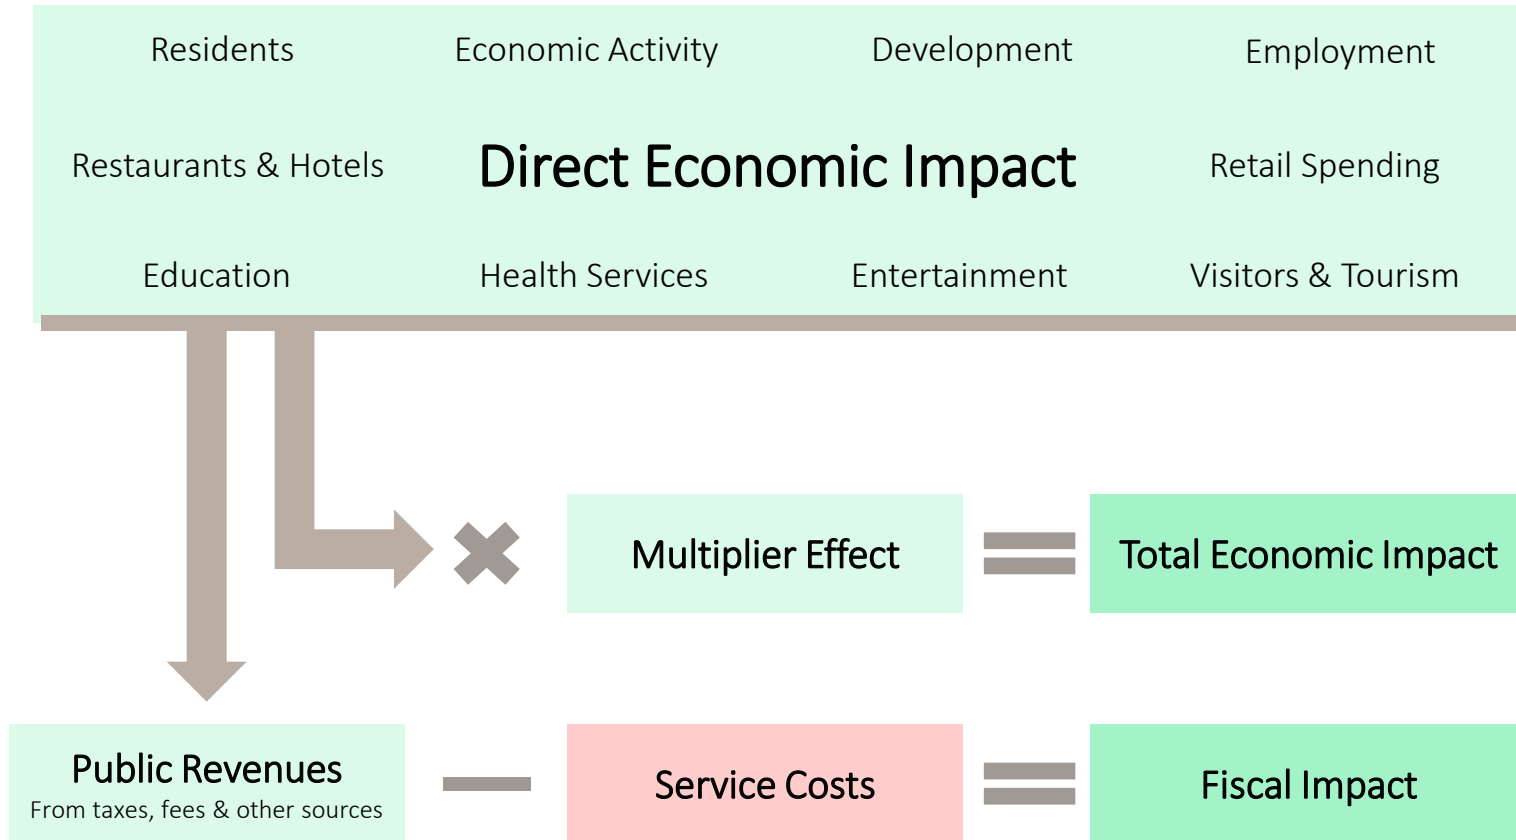 Residents
Economic Activity
Development
Employment
Restaurants & Hotels
Direct Economic Impact
Retail Spending
Education
Health Services
Entertainment
Visitors & Tourism
Multiplier Effect
Total Economic Impact
Public Revenues
From taxes, fees & other sources
Service Costs
Fiscal Impact